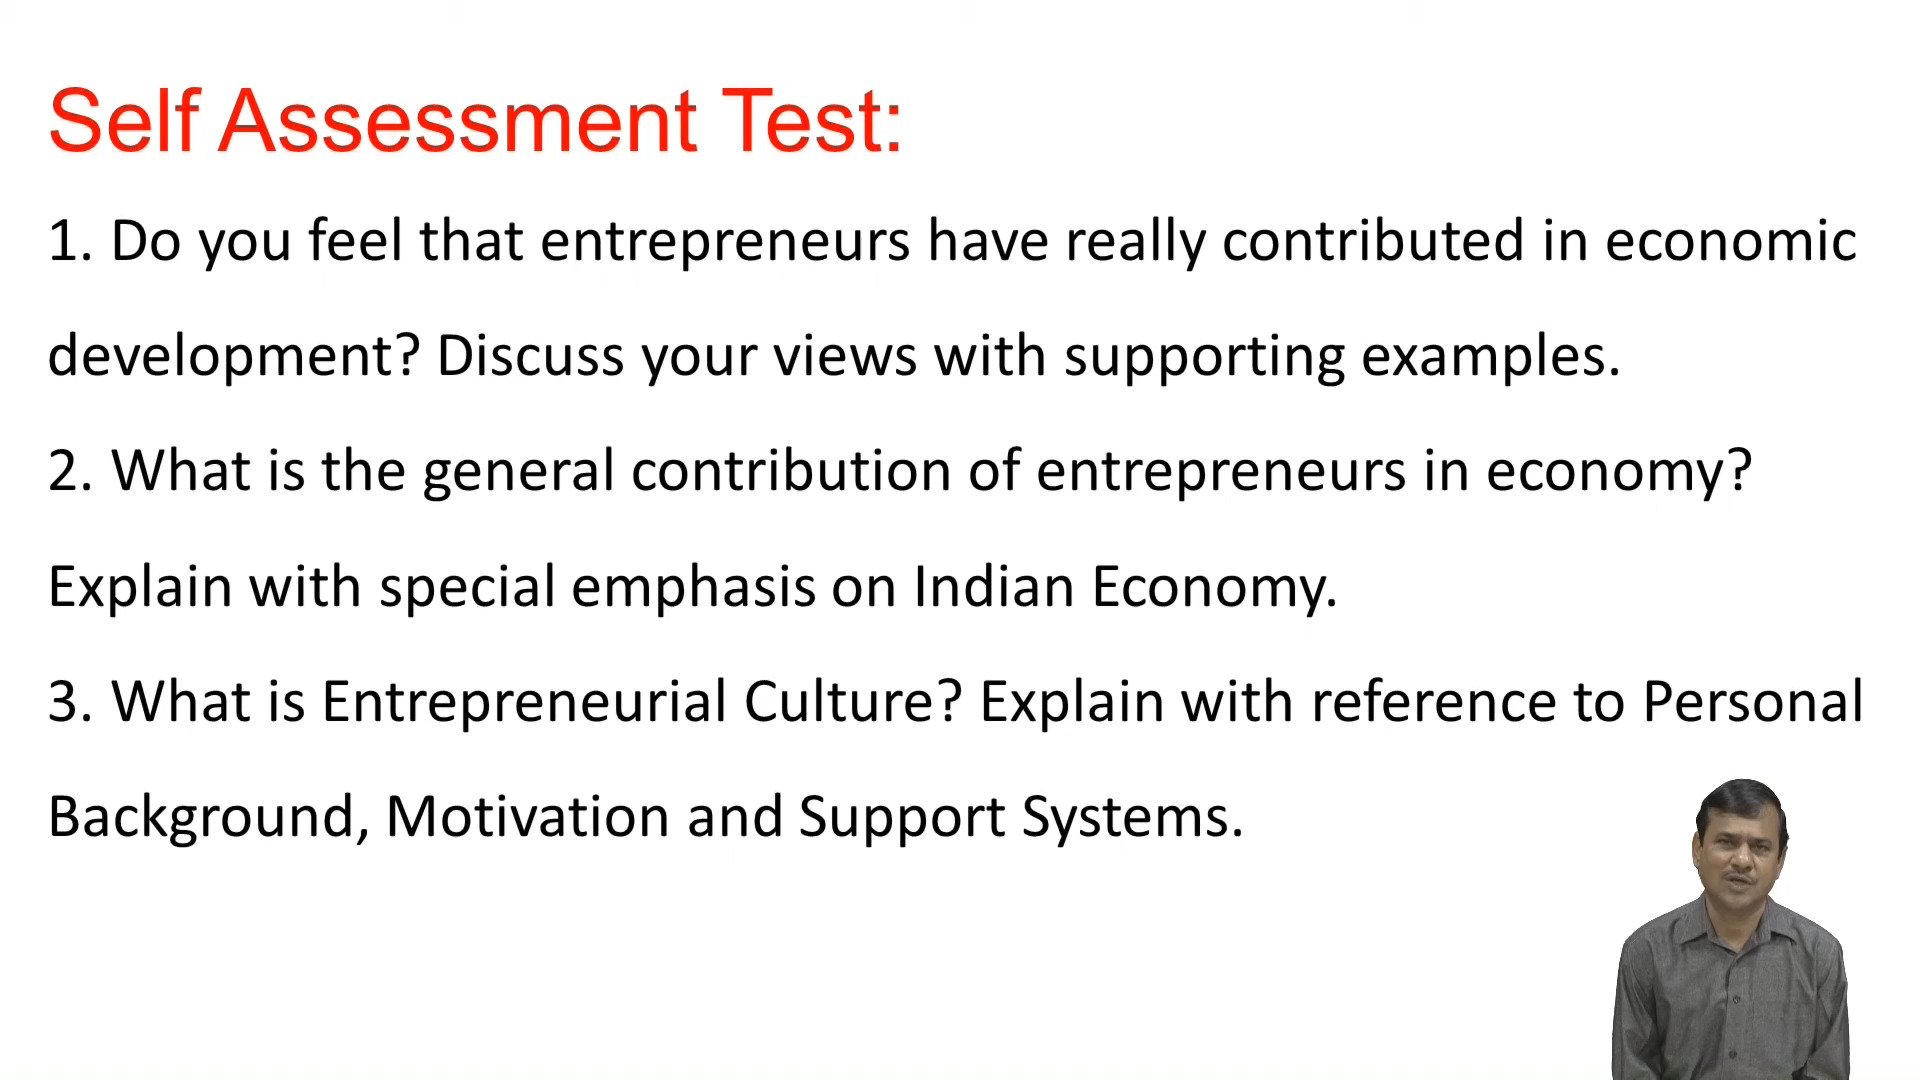 Self Assessment Test:
1. Do you feel that entrepreneurs have really contributed in economic
development? Discuss your views with supporting examples.
2. What is the general contribution of entrepreneurs in economy?
Explain with special emphasis on Indian Economy.
3. What is Entrepreneurial Culture? Explain with reference to Personal
Background, Motivation and Support Systems.